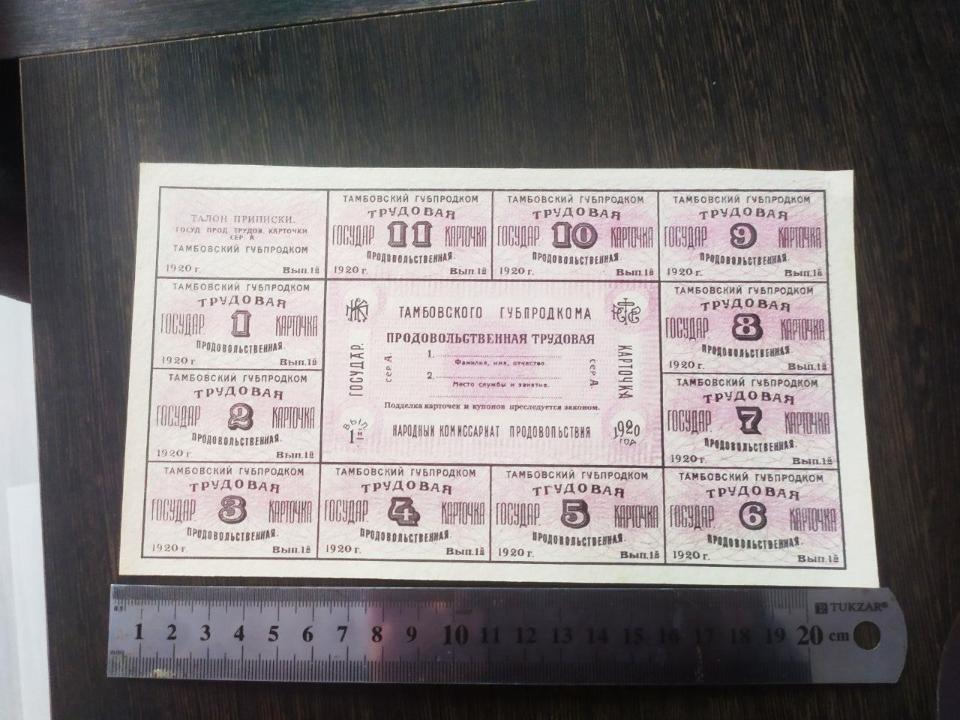 ТАЛОН ПРИПИСКИ.
ГОСУД. ПРОД. ТРУДОВ. КАРТОЧКИ
СЕР. А
ТАМБОВСКИЙ ГУБПРОДКОМ
1920 г. Вып. 1й
ТАМБОВСКИЙ ГУБПРОДКОМ
ТРУДОВАЯ
ГОСУДАР. 11 КАРТОЧКА
ПРОДОВОЛЬСТВЕННАЯ.
1920 г. Вып. 1й
ТАМБОВСКИЙ ГУБПРОДКОМ
ТРУДОВАЯ
ГОСУДАР. 10 КАРТОЧКА
ПРОДОВОЛЬСТВЕННАЯ.
1920 г. Вып. 1й
ТАМБОВСКИЙ ГУБПРОДКОМ
ТРУДОВАЯ
ГОСУДАР. 9 КАРТОЧКА
ПРОДОВОЛЬСТВЕННАЯ.
1920 г. Вып. 1й
ТАМБОВСКИЙ ГУБПРОДКОМ
ТРУДОВАЯ
ГОСУДАР. 1 КАРТОЧКА
ПРОДОВОЛЬСТВЕННАЯ.
1920 г. Вып. 1й
ТАМБОВСКОГО ГУБПРОДКОМА
ПРОДОВОЛЬСТВЕННАЯ ТРУДОВАЯ
ГОСУДАР.
сер. А.
1.
Фамилия, имя, отчество.
2.
Место службы и занятие.
сер. А.
КАРТОЧКА
Подделка карточек и купонов преследуется законом.
ВЫП.
1й
НАРОДНЫЙ КОМИССАРИАТ ПРОДОВОЛЬСТВИЯ
1920
ГОД
ТАМБОВСКИЙ ГУБПРОДКОМ
ТРУДОВАЯ
ГОСУДАР. 8 КАРТОЧКА
ПРОДОВОЛЬСТВЕННАЯ.
1920 г. Вып. 1й
ТАМБОВСКИЙ ГУБПРОДКОМ
ТРУДОВАЯ
ГОСУДАР. 2 КАРТОЧКА
ПРОДОВОЛЬСТВЕННАЯ.
1920 г. Вып. 1й
ТАМБОВСКИЙ ГУБПРОДКОМ
ТРУДОВАЯ
ГОСУДАР. 7 КАРТОЧКА
ПРОДОВОЛЬСТВЕННАЯ.
1920 г. Вып. 1й
ТАМБОВСКИЙ ГУБПРОДКОМ
ТРУДОВАЯ
ГОСУДАР. 3 КАРТОЧКА
ПРОДОВОЛЬСТВЕННАЯ.
1920 г. Вып. 1й
ТАМБОВСКИЙ ГУБПРОДКОМ
ТРУДОВАЯ
ГОСУДАР. 4 КАРТОЧКА
ПРОДОВОЛЬСТВЕННАЯ.
1920 г. Вып. 1й
ТАМБОВСКИЙ ГУБПРОДКОМ
ТГУДОВАЯ
ГОСУДАР. 5 КАРТОЧКА
ПРОДОВОЛЬСТВЕННАЯ.
1920 г. Вып. 1й
ТАМБОВСКИЙ ГУБПРОДКОМ
ТРУДОВАЯ
ГОСУДАР. 6 КАРТОЧКА
ПРОДОВОЛЬСТВЕННАЯ.
1920 г. Вып. 1й
TUKZAR®
1 2 3 4 5 6 7 8 9 10 11 12 13 14 15 16 17 18 19 20 cm